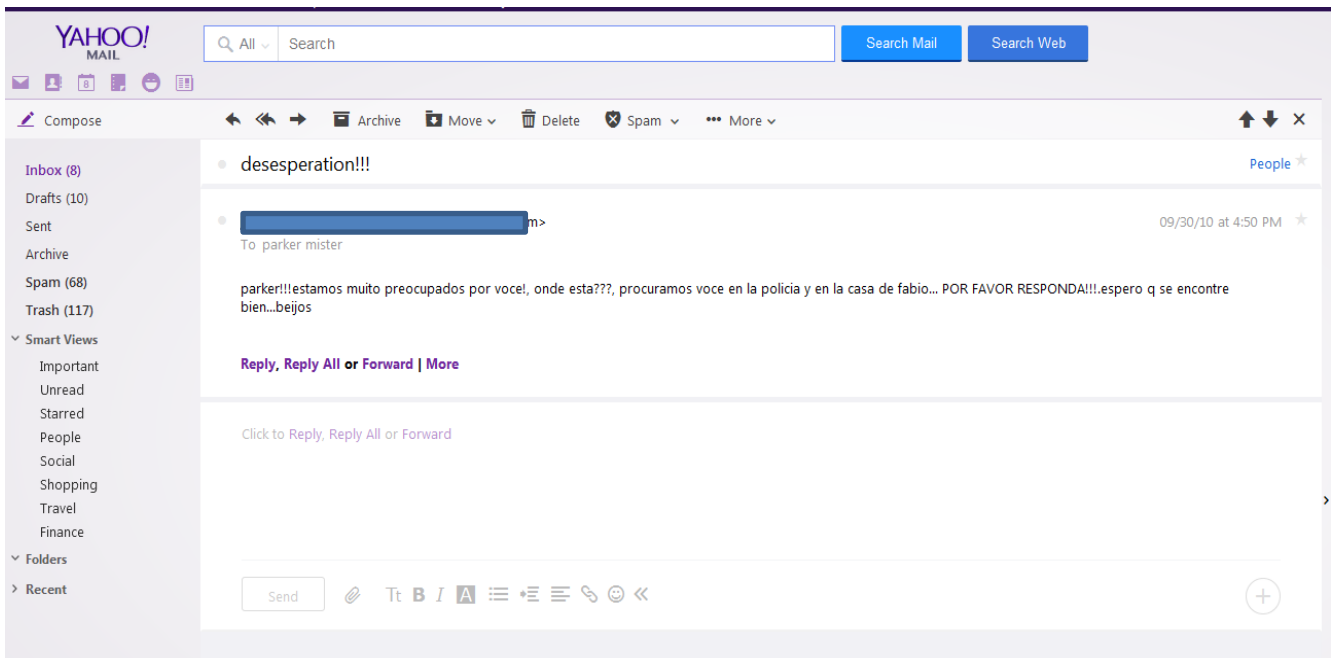 YAHOO!
MAIL
All Search Search Mail Search Web
8
Compose Archive Move Delete Spam More
Inbox (8)
desesperation!!! People
Drafts (10)
Sent
m> 09/30/10 at 4:50 PM
To parker mister
Archive
Spam (68)
Trash (117)
parker!!!estamos muito preocupados por voce!, onde esta???, procuramos voce en la policia y en la casa de fabio... POR FAVOR RESPONDA!!!.espero q se encontre
bien...beijos
Smart Views
Important
Unread
Starred
People
Social
Shopping
Travel
Finance
Folders
Recent
Reply, Reply All or Forward | More
Click to Reply, Reply All or Forward
Send Tt B I A